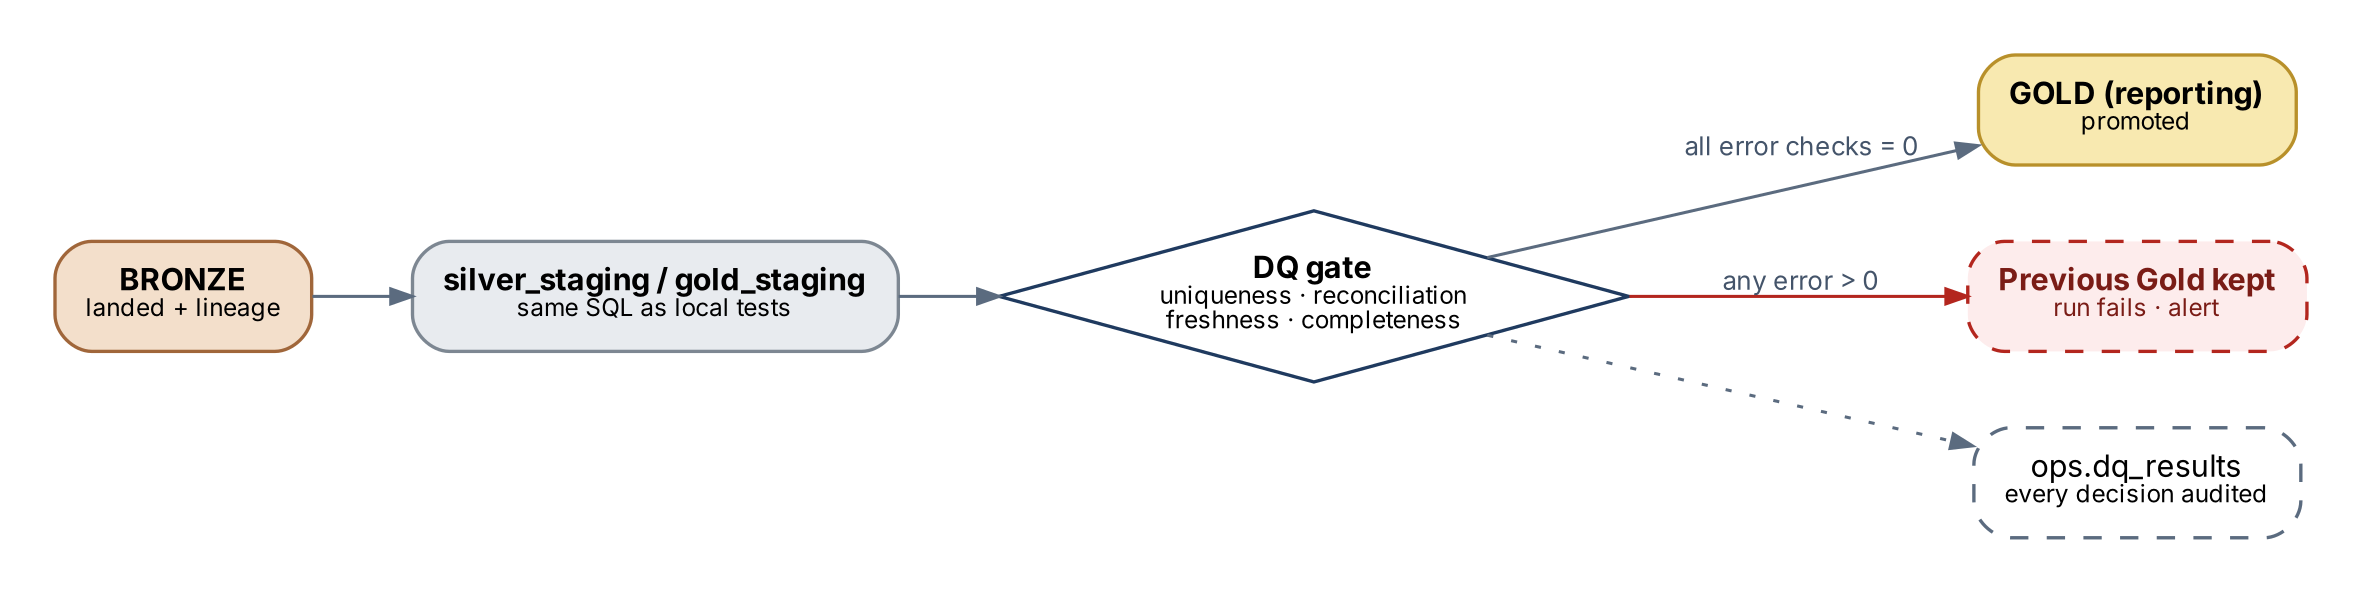 BRONZE
landed + lineage
silver_staging / gold_staging
same SQL as local tests
DQ gate
uniqueness · reconciliation
freshness · completeness
all error checks = 0
GOLD (reporting)
promoted
any error > 0
Previous Gold kept
run fails · alert
ops.dq_results
every decision audited